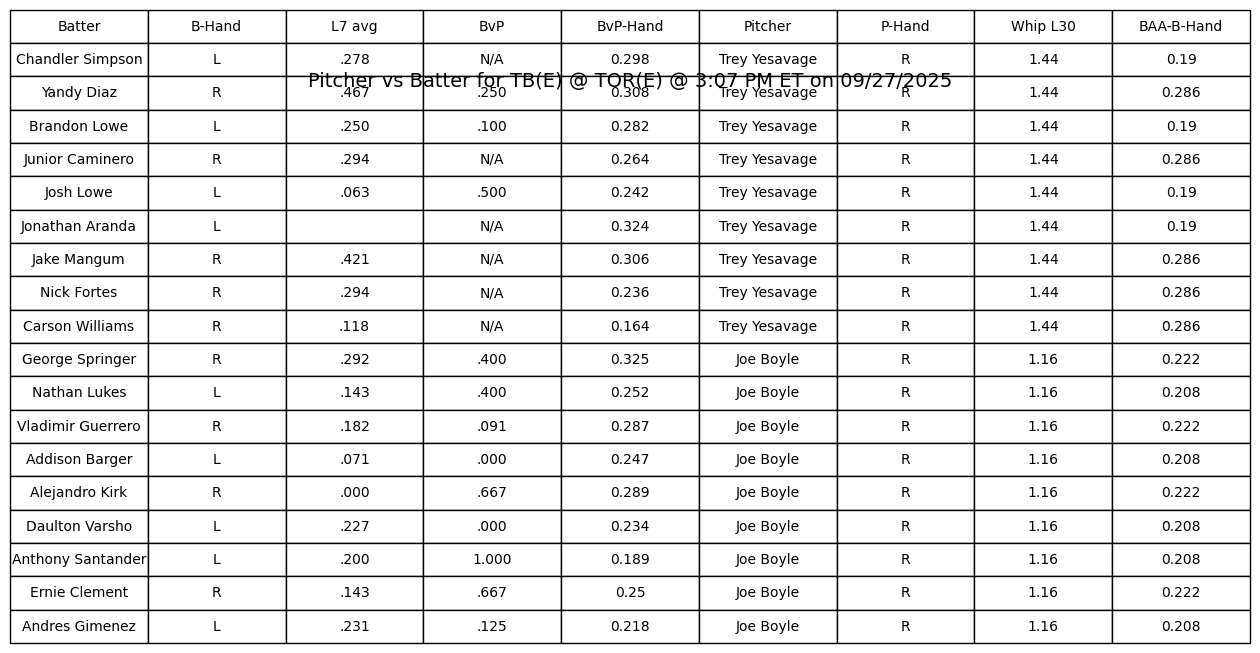 Batter B-Hand L7 avg BvP BvP-Hand Pitcher P-Hand Whip L30 BAA-B-Hand
Chandler Simpson L .278 N/A 0.298 Trey Yesavage R 1.44 0.19
Pitcher vs Batter for TB(E) @ TOR(E) @ 3:07 PM ET on 09/27/2025
Yandy Diaz R .467 .250 0.308 Trey Yesavage R 1.44 0.286
Brandon Lowe L .250 .100 0.282 Trey Yesavage R 1.44 0.19
Junior Caminero R .294 N/A 0.264 Trey Yesavage R 1.44 0.286
Josh Lowe L .063 .500 0.242 Trey Yesavage R 1.44 0.19
Jonathan Aranda L N/A 0.324 Trey Yesavage R 1.44 0.19
Jake Mangum R .421 N/A 0.306 Trey Yesavage R 1.44 0.286
Nick Fortes R .294 N/A 0.236 Trey Yesavage R 1.44 0.286
Carson Williams R .118 N/A 0.164 Trey Yesavage R 1.44 0.286
George Springer R .292 .400 0.325 Joe Boyle R 1.16 0.222
Nathan Lukes L .143 .400 0.252 Joe Boyle R 1.16 0.208
Vladimir Guerrero R .182 .091 0.287 Joe Boyle R 1.16 0.222
Addison Barger L .071 .000 0.247 Joe Boyle R 1.16 0.208
Alejandro Kirk R .000 .667 0.289 Joe Boyle R 1.16 0.222
Daulton Varsho L .227 .000 0.234 Joe Boyle R 1.16 0.208
Anthony Santander L .200 1.000 0.189 Joe Boyle R 1.16 0.208
Ernie Clement R .143 .667 0.25 Joe Boyle R 1.16 0.222
Andres Gimenez L .231 .125 0.218 Joe Boyle R 1.16 0.208